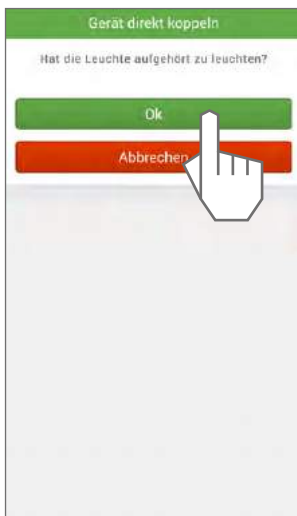 Gerät direkt koppeln
Hat die Leuchte aufgehört zu leuchten?
Ok
Abbrechen